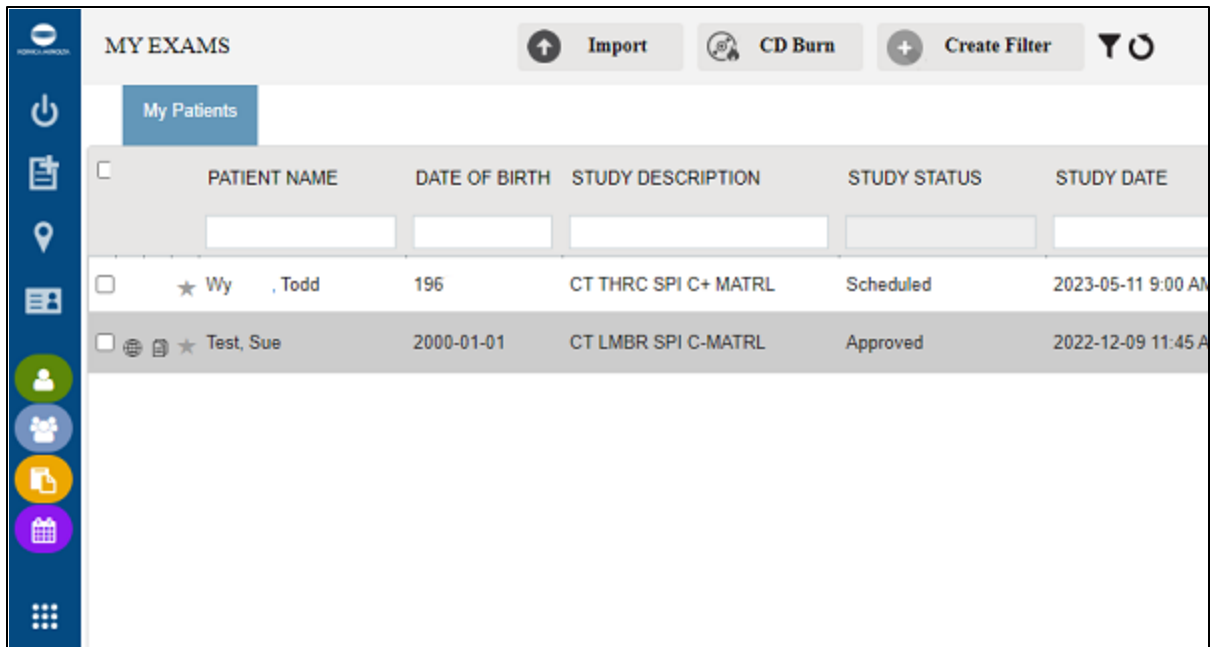 KONICA MINOLTA
MY EXAMS
Import
CD Burn
Create Filter
My Patients
PATIENT NAME DATE OF BIRTH STUDY DESCRIPTION STUDY STATUS STUDY DATE
Wy , Todd 196 CT THRC SPI C+ MATRL Scheduled 2023-05-11 9:00 AM
Test, Sue 2000-01-01 CT LMBR SPI C-MATRL Approved 2022-12-09 11:45 A